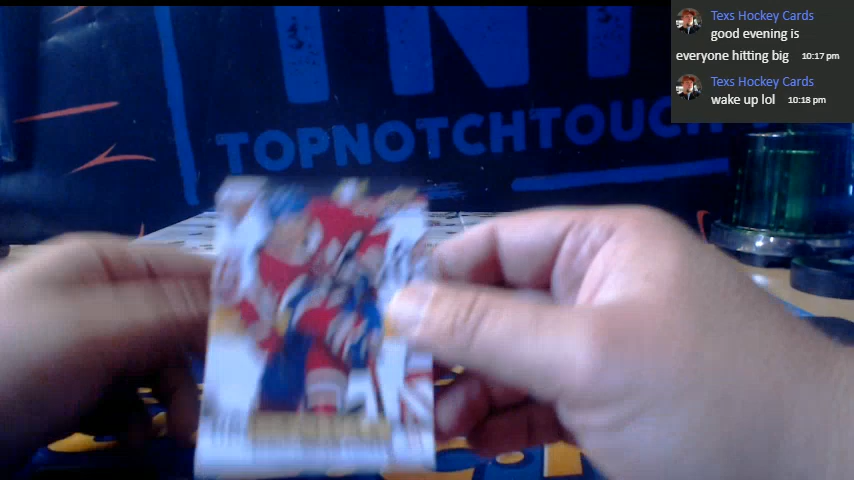 Texs Hockey Cards
good evening is
everyone hitting big 10:17 pm
Texs Hockey Cards
wake up lol 10:18 pm
TNT
TOPNOTCHTOUCH